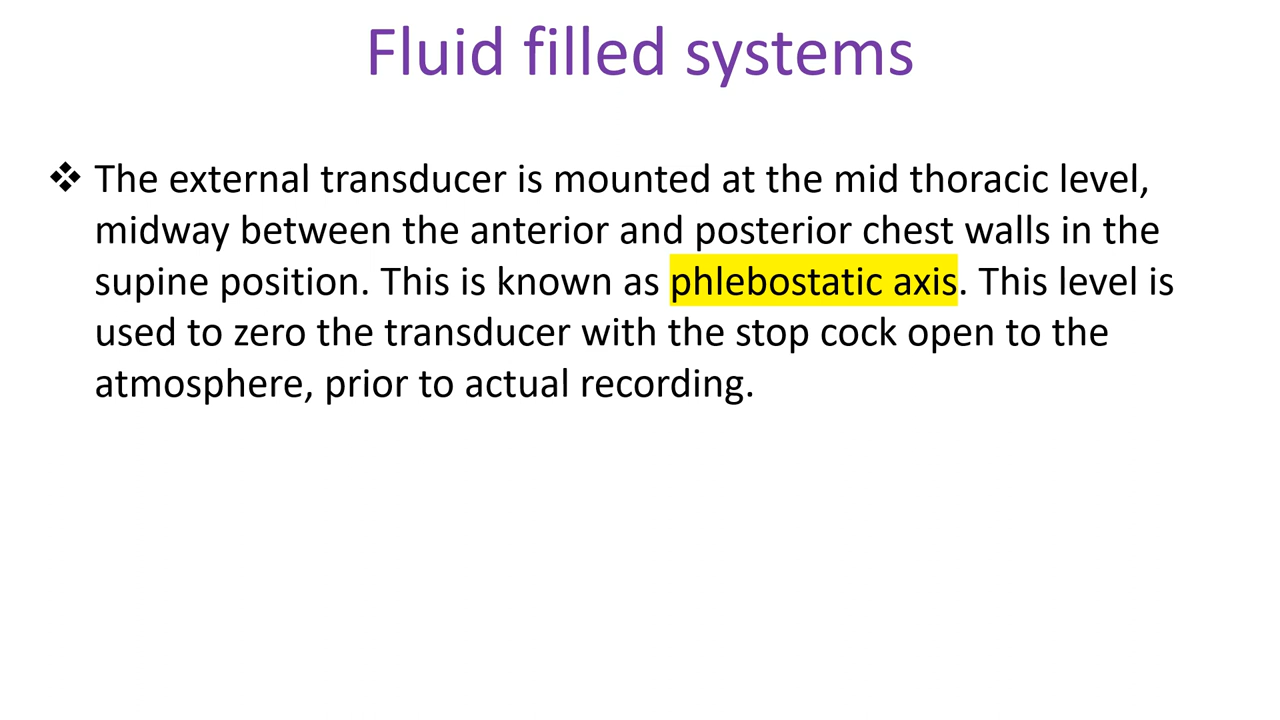 Fluid filled systems
❖ The external transducer is mounted at the mid thoracic level,
midway between the anterior and posterior chest walls in the
supine position. This is known as phlebostatic axis. This level is
used to zero the transducer with the stop cock open to the
atmosphere, prior to actual recording.